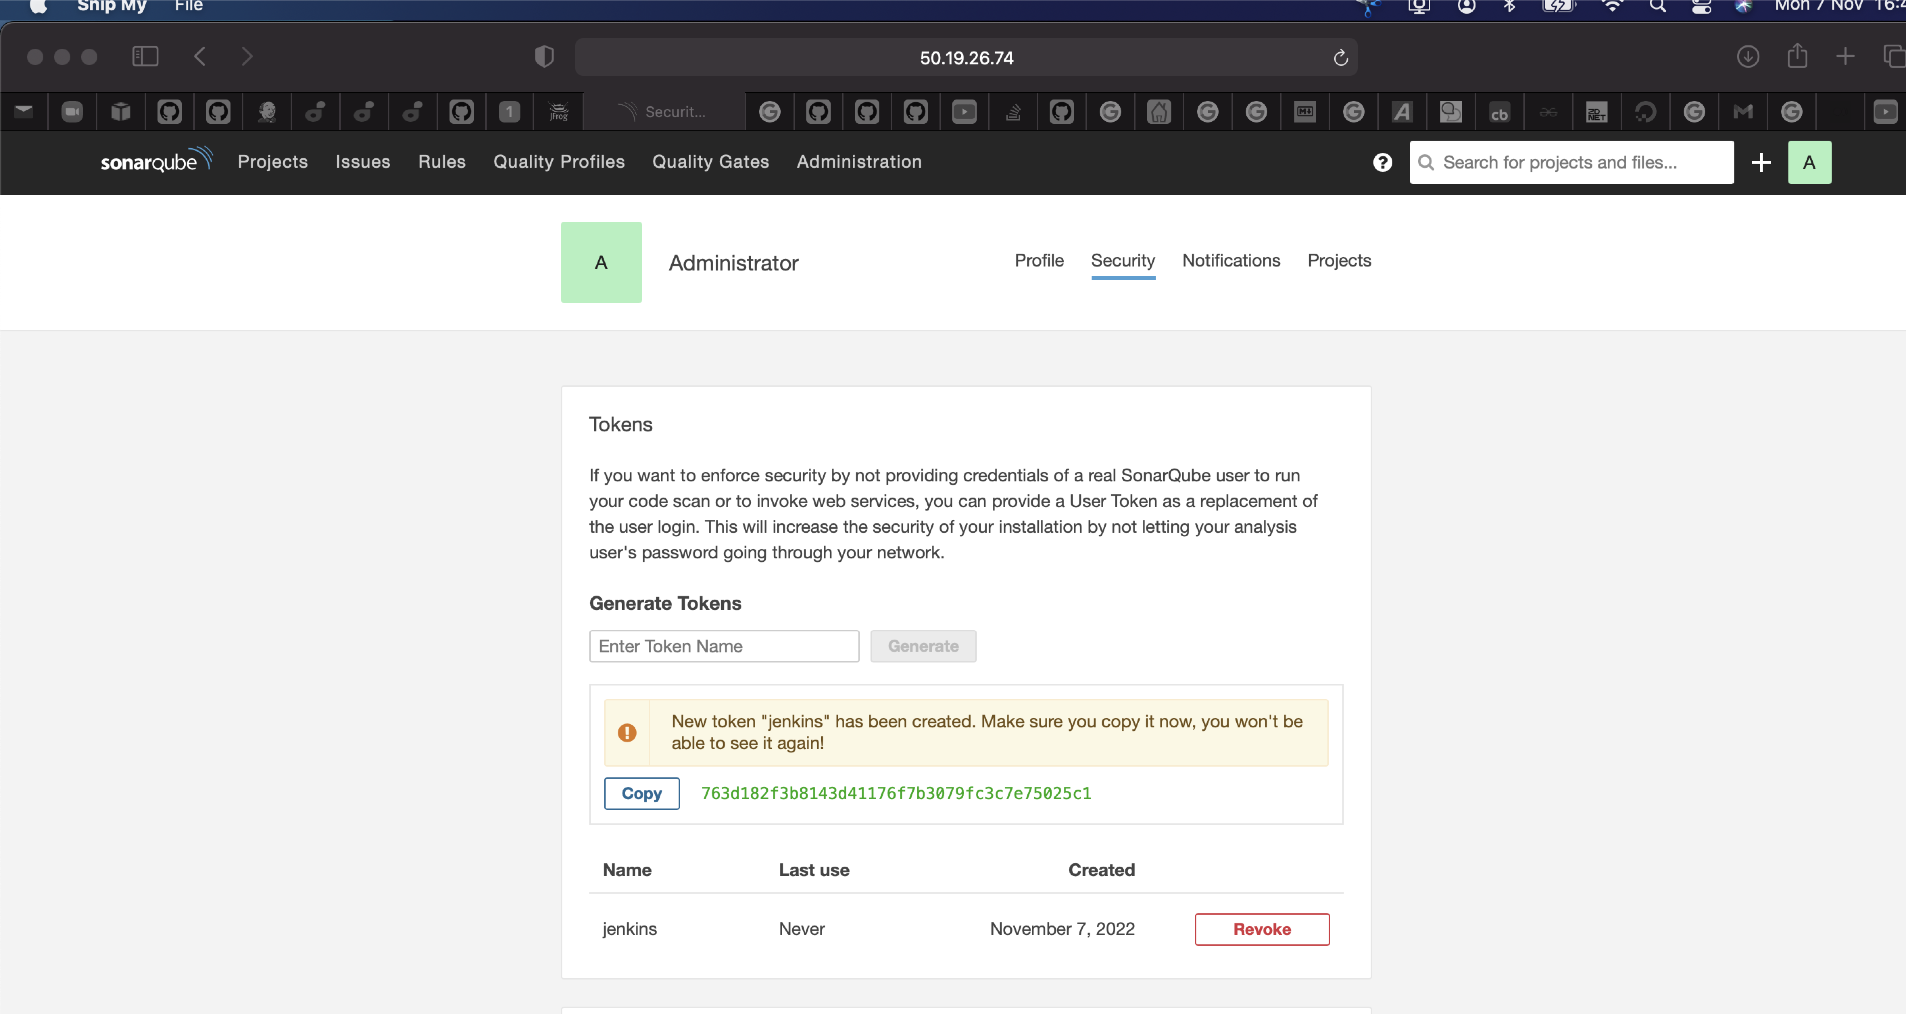 Snip My File Mon 7 Nov
50.19.26.74
1
JFrog
Securit...
cb
sonarqube Projects Issues Rules Quality Profiles Quality Gates Administration
? Search for projects and files... + A
A Administrator Profile Security Notifications Projects
Tokens
If you want to enforce security by not providing credentials of a real SonarQube user to run
your code scan or to invoke web services, you can provide a User Token as a replacement of
the user login. This will increase the security of your installation by not letting your analysis
user's password going through your network.
Generate Tokens
Enter Token Name Generate
New token "jenkins" has been created. Make sure you copy it now, you won't be
able to see it again!
Copy 763d182f3b8143d41176f7b3079fc3c7e75025c1
Name Last use Created
jenkins Never November 7, 2022 Revoke